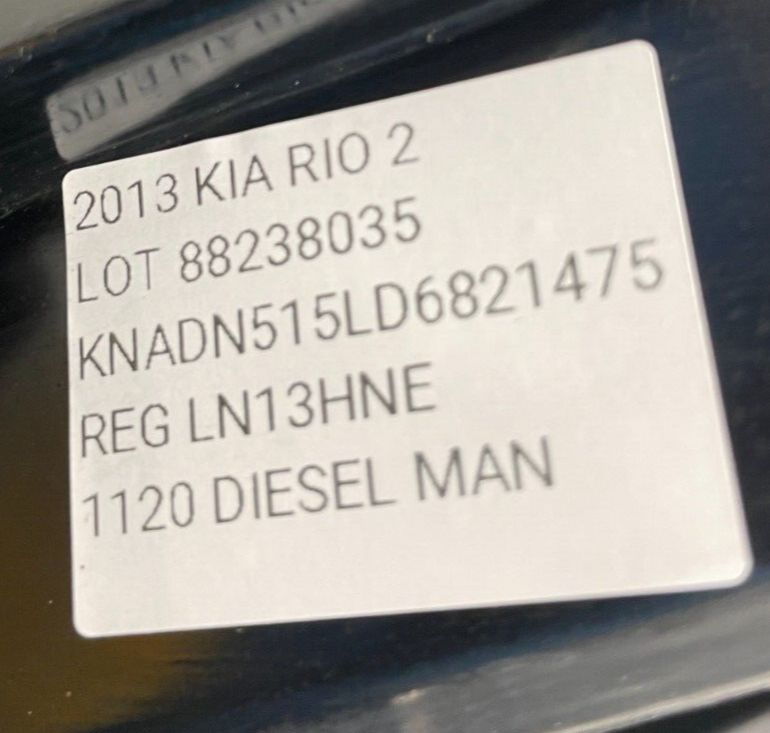 2013 KIA RIO 2
LOT 88238035
KNADN515LD6821475
REG LN13HNE
1120 DIESEL MAN